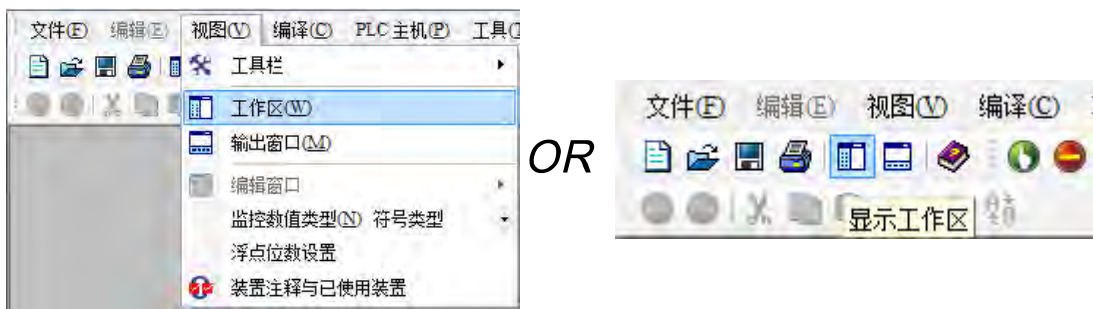 文件(F) 编辑(E) 视图(V) 编译(C) PLC 主机(P) 工具(
工具栏
工作区(W)
输出窗口(M)
编辑窗口
监控数值类型(N) 符号类型
浮点位数设置
装置注释与已使用装置
OR
文件(F) 编辑(E) 视图(V) 编译(C)
显示工作区